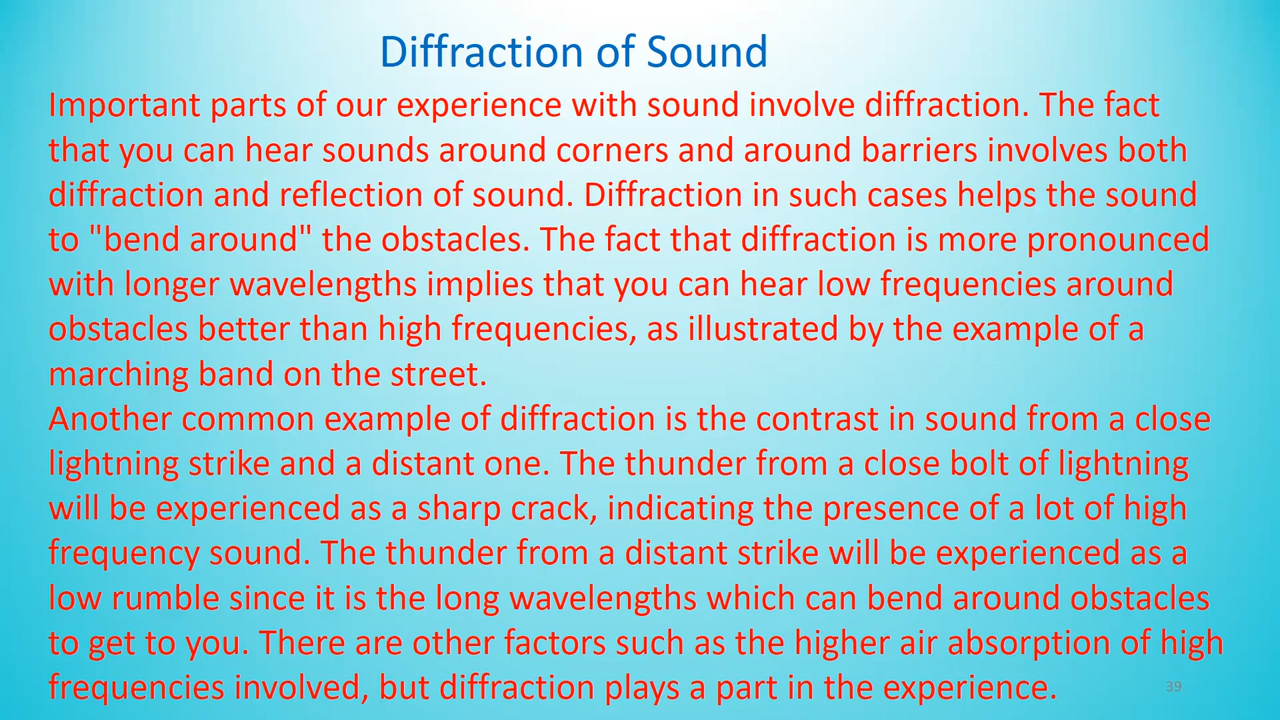 Diffraction of Sound
Important parts of our experience with sound involve diffraction. The fact
that you can hear sounds around corners and around barriers involves both
diffraction and reflection of sound. Diffraction in such cases helps the sound
to "bend around" the obstacles. The fact that diffraction is more pronounced
with longer wavelengths implies that you can hear low frequencies around
obstacles better than high frequencies, as illustrated by the example of a
marching band on the street.
Another common example of diffraction is the contrast in sound from a close
lightning strike and a distant one. The thunder from a close bolt of lightning
will be experienced as a sharp crack, indicating the presence of a lot of high
frequency sound. The thunder from a distant strike will be experienced as a
low rumble since it is the long wavelengths which can bend around obstacles
to get to you. There are other factors such as the higher air absorption of high
frequencies involved, but diffraction plays a part in the experience.
39